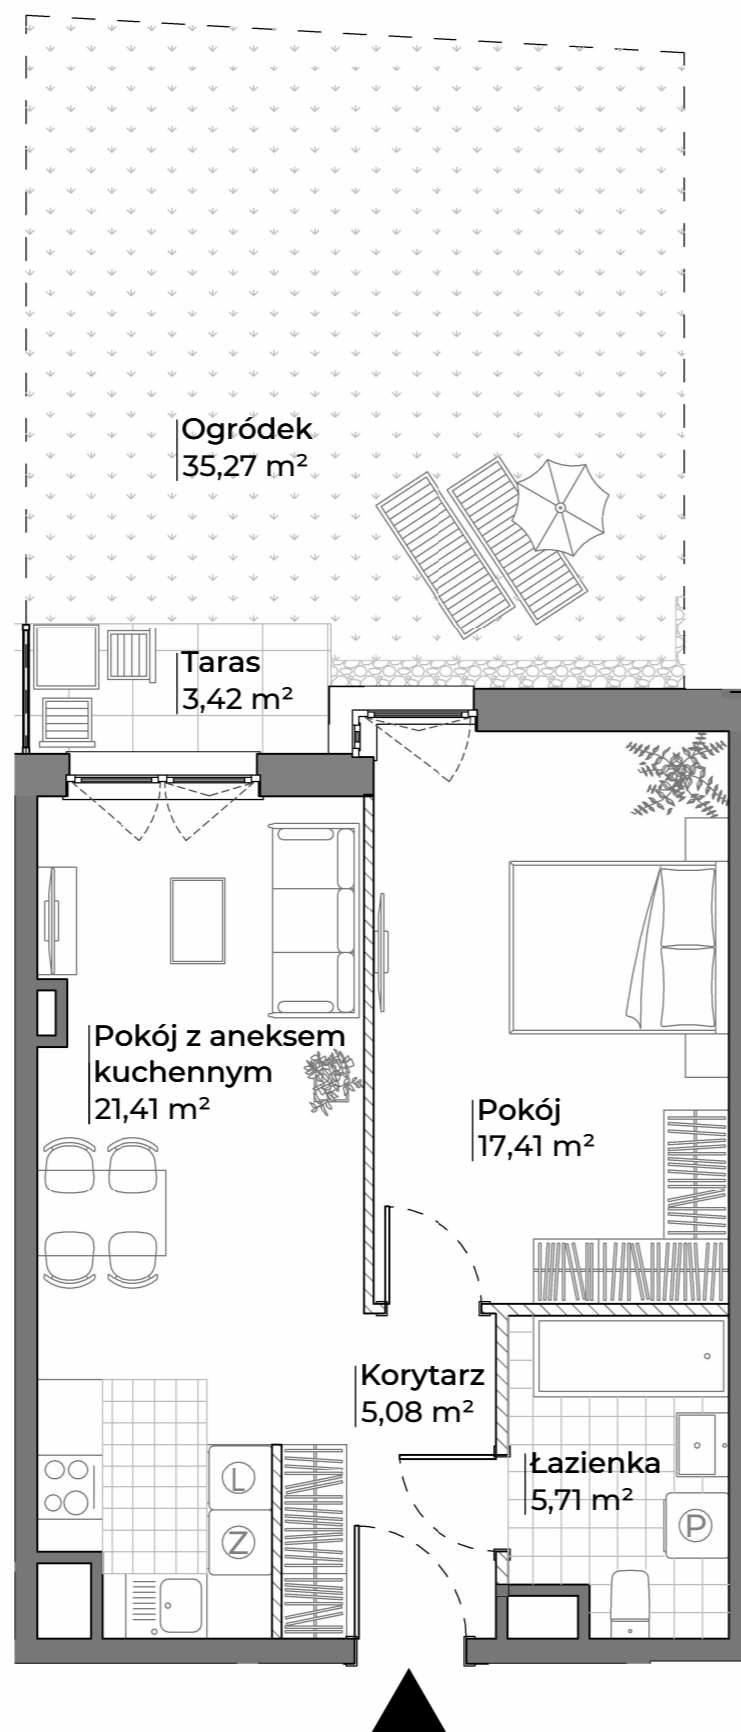 Ogródek
35,27 m²
Taras
3,42 m²
Pokój z aneksem
kuchennym
21,41 m²
Pokój
17,41 m²
Korytarz
5,08 m²
Łazienka
5,71 m²
L
Z
P